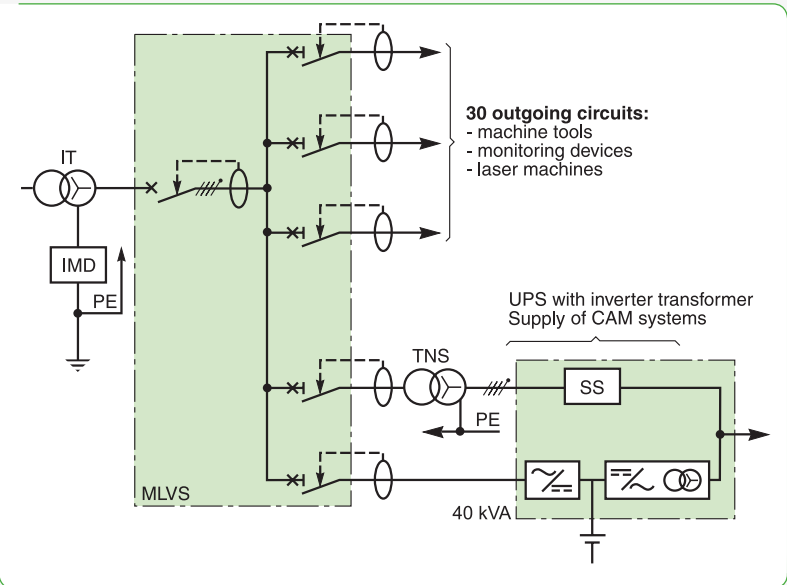 30 outgoing circuits:
- machine tools
- monitoring devices
- laser machines
IT
IMD
PE
UPS with inverter transformer
Supply of CAM systems
TNS
SS
PE
MLVS
40 kVA